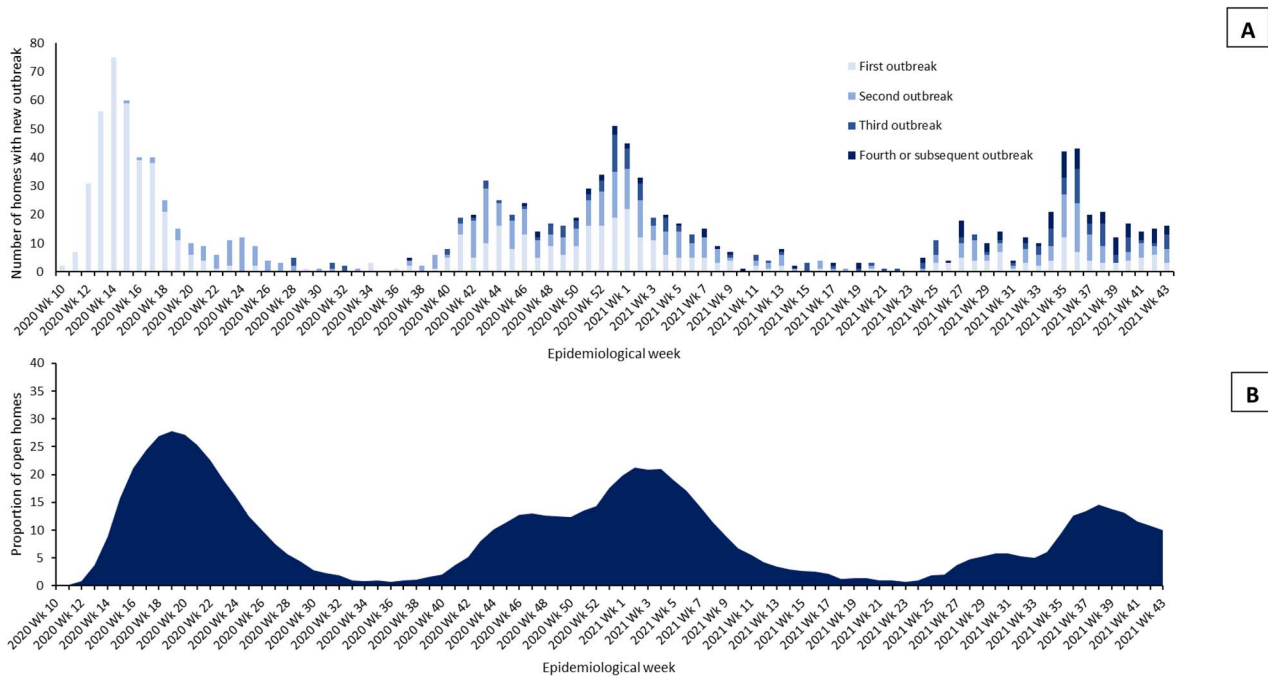 A
Number of homes with new outbreak
80
70
60
50
40
30
20
10
0
First outbreak
Second outbreak
Third outbreak
Fourth or subsequent outbreak
2020 Wk 10
2020 Wk 12
2020 Wk 14
2020 Wk 16
2020 Wk 18
2020 Wk 20
2020 Wk 22
2020 Wk 24
2020 Wk 26
2020 Wk 28
2020 Wk 30
2020 Wk 32
2020 Wk 34
2020 Wk 36
2020 Wk 38
2020 Wk 40
2020 Wk 42
2020 Wk 44
2020 Wk 46
2020 Wk 48
2020 Wk 50
2020 Wk 52
2021 Wk 1
2021 Wk 3
2021 Wk 5
2021 Wk 7
2021 Wk 9
2021 Wk 11
2021 Wk 13
2021 Wk 15
2021 Wk 17
2021 Wk 19
2021 Wk 21
2021 Wk 23
2021 Wk 25
2021 Wk 27
2021 Wk 29
2021 Wk 31
2021 Wk 33
2021 Wk 35
2021 Wk 37
2021 Wk 39
2021 Wk 41
2021 Wk 43
Epidemiological week
B
Proportion of open homes
40
35
30
25
20
15
10
5
0
2020 Wk 10
2020 Wk 12
2020 Wk 14
2020 Wk 16
2020 Wk 18
2020 Wk 20
2020 Wk 22
2020 Wk 24
2020 Wk 26
2020 Wk 28
2020 Wk 30
2020 Wk 32
2020 Wk 34
2020 Wk 36
2020 Wk 38
2020 Wk 40
2020 Wk 42
2020 Wk 44
2020 Wk 46
2020 Wk 48
2020 Wk 50
2020 Wk 52
2021 Wk 1
2021 Wk 3
2021 Wk 5
2021 Wk 7
2021 Wk 9
2021 Wk 11
2021 Wk 13
2021 Wk 15
2021 Wk 17
2021 Wk 19
2021 Wk 21
2021 Wk 23
2021 Wk 25
2021 Wk 27
2021 Wk 29
2021 Wk 31
2021 Wk 33
2021 Wk 35
2021 Wk 37
2021 Wk 39
2021 Wk 41
2021 Wk 43
Epidemiological week